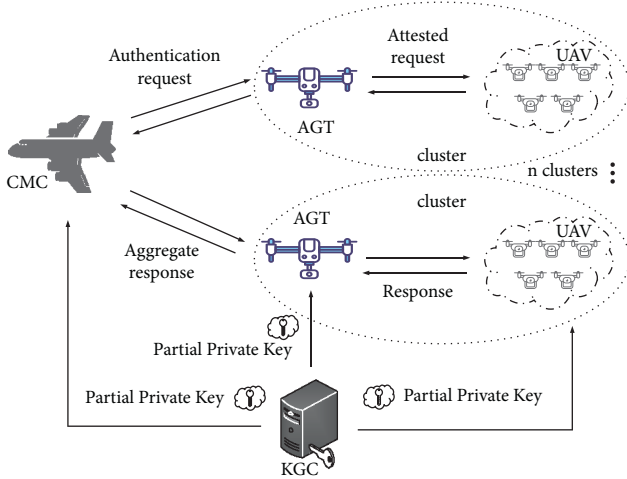 Authentication
request
Attested
request
UAV
AGT
cluster
CMC
n clusters
AGT
cluster
UAV
Aggregate
response
Response
Partial Private Key
Partial Private Key
Partial Private Key
KGC